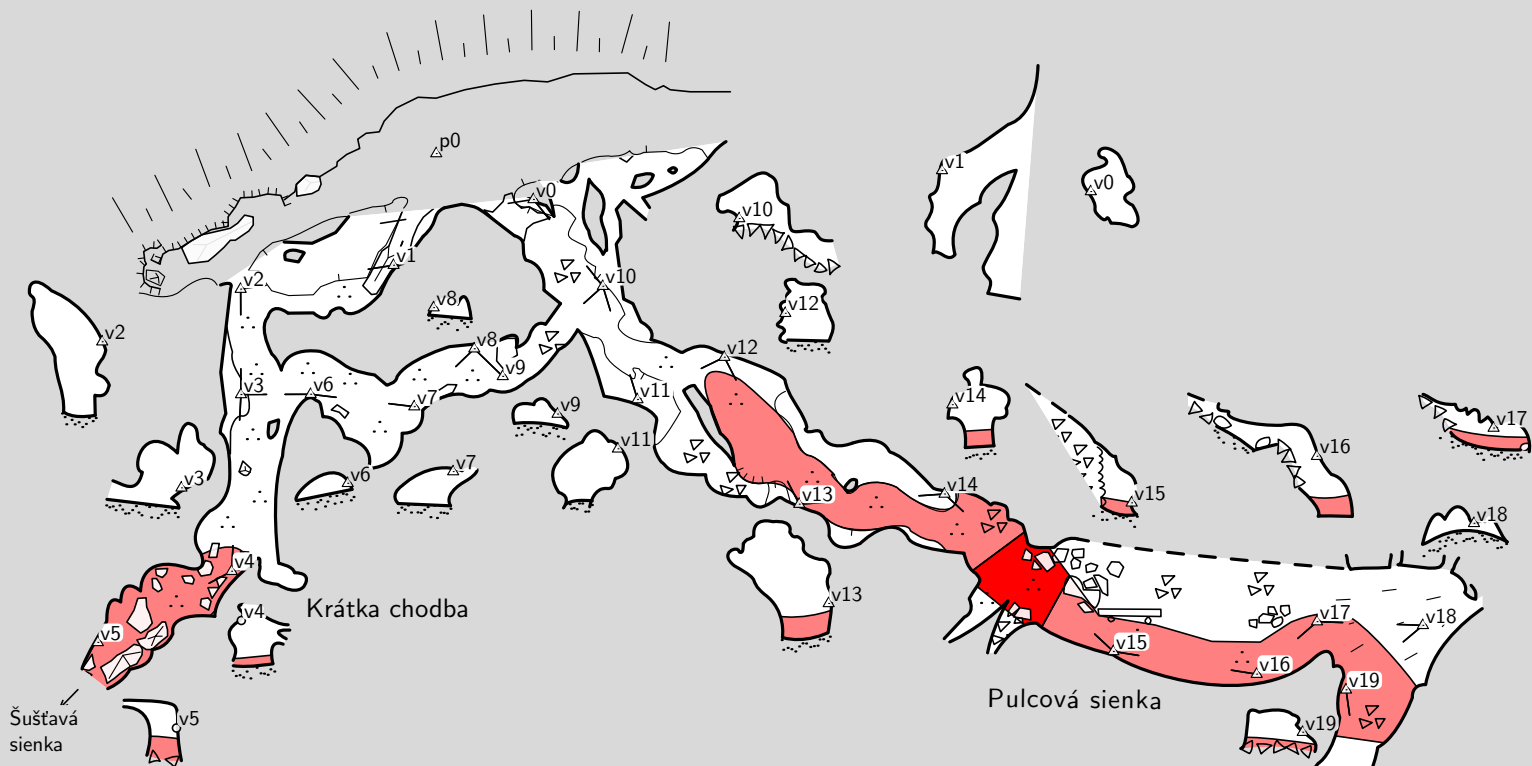 p0
v1
v0
v0
v10
v1
v2
v10
v12
v2
v8
v8
v12
v9
v3
v6
v7
v11
v14
v9
v11
v17
v16
v7
v6
v3
v14
v13
v15
v18
v4
v4
v13
Krátka chodba
v5
v17
v18
v15
v16
v19
Pulcová sienka
Šušťavá
sienka
v5
v19